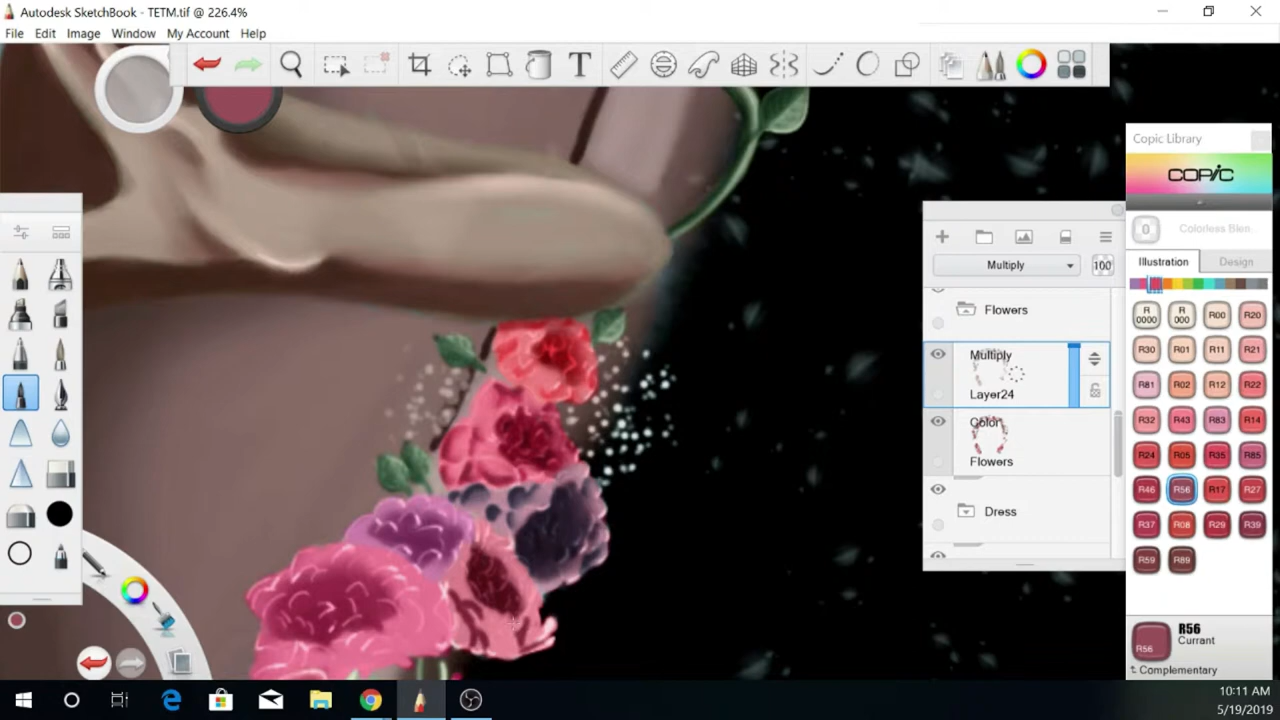 Autodesk SketchBook - TETM.tif @ 226.4%
File Edit Image Window My Account Help
T
Copic Library
COPIC
0 Colorless Blen
Illustration Design
Multiply 100
Flowers
Multiply
Layer24
Color
Flowers
Dress
R0000 R000 R00 R20
R30 R01 R11 R21
R81 R02 R12 R22
R32 R43 R83 R14
R24 R05 R35 R85
R46 R56 R17 R27
R37 R08 R29 R39
R59 R89
R56
R56
Currant
Complementary
10:11 AM
5/19/2019